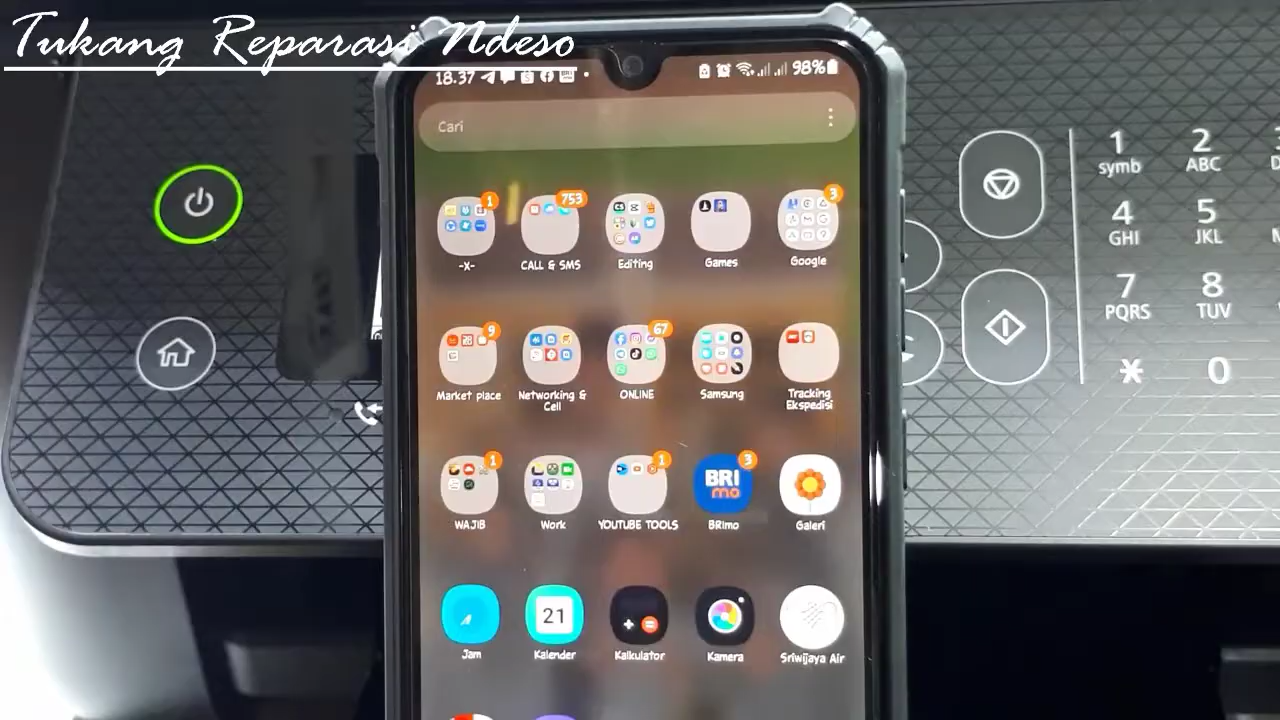 Tukang Reparasi Ndeso
18.37
98%
Cari
1
753
3
-X-
CALL & SMS
Editing
Games
Google
9
67
Market place
Networking &
Cell
ONLINE
Samsung
Tracking
Ekspedisi
1
1
BRI
mo
3
WAJIB
Work
YOUTUBE TOOLS
BRImo
Galeri
21
Jam
Kalender
Kalkulator
Kamera
Sriwijaya Air
1
symb
2
ABC
4
GHI
5
JKL
7
PQRS
8
TUV
*
0